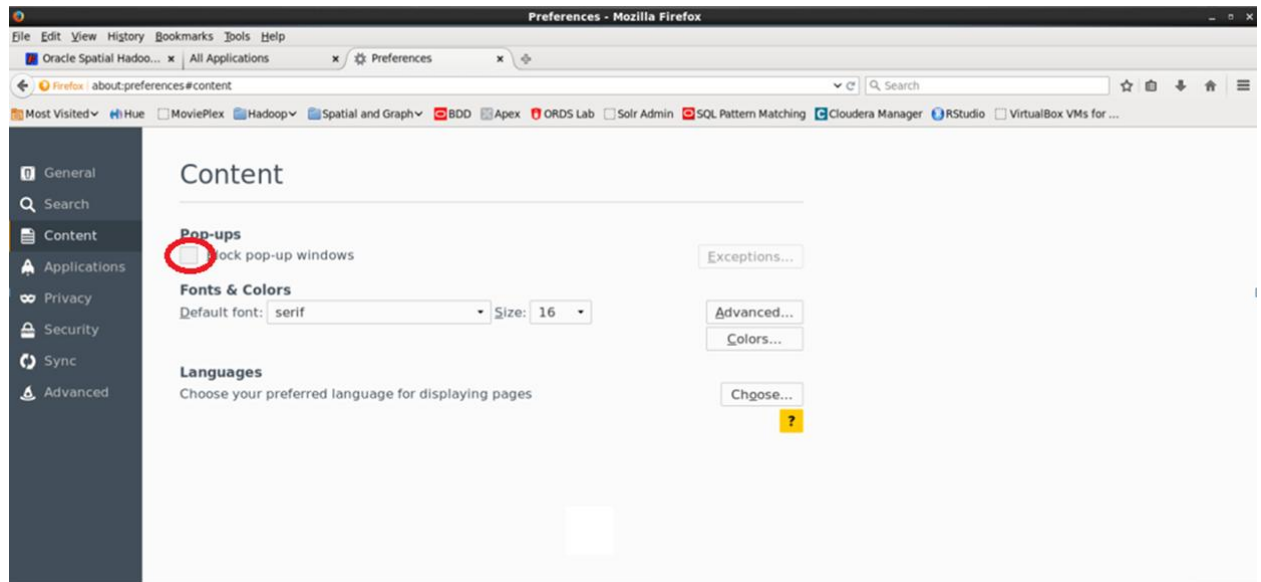 Preferences - Mozilla Firefox
File Edit View History Bookmarks Tools Help
Oracle Spatial Hadoo... All Applications Preferences
Firefox about:preferences#content Search
Most Visited Hue MoviePlex Hadoop Spatial and Graph BDD Apex ORDS Lab Solr Admin SQL Pattern Matching Cloudera Manager RStudio VirtualBox VMs for ...
General
Search
Content
Applications
Privacy
Security
Sync
Advanced
Content
Pop-ups
lock pop-up windows Exceptions...
Fonts & Colors
Default font: serif Size: 16 Advanced...
Colors...
Languages
Choose your preferred language for displaying pages Choose...
?